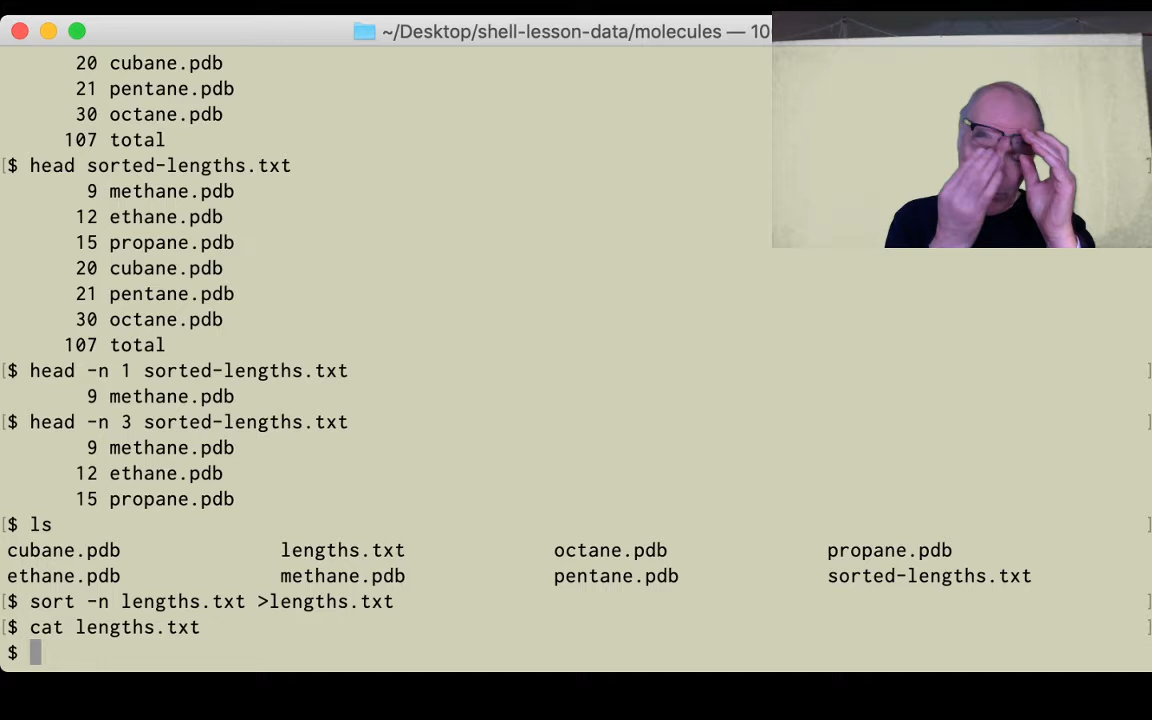 ~/Desktop/shell-lesson-data/molecules — 10
20 cubane.pdb
21 pentane.pdb
30 octane.pdb
107 total
[$ head sorted-lengths.txt ]
9 methane.pdb
12 ethane.pdb
15 propane.pdb
20 cubane.pdb
21 pentane.pdb
30 octane.pdb
107 total
[$ head -n 1 sorted-lengths.txt ]
9 methane.pdb
[$ head -n 3 sorted-lengths.txt ]
9 methane.pdb
12 ethane.pdb
15 propane.pdb
[$ ls ]
cubane.pdb lengths.txt octane.pdb propane.pdb
ethane.pdb methane.pdb pentane.pdb sorted-lengths.txt
[$ sort -n lengths.txt >lengths.txt ]
[$ cat lengths.txt ]
$